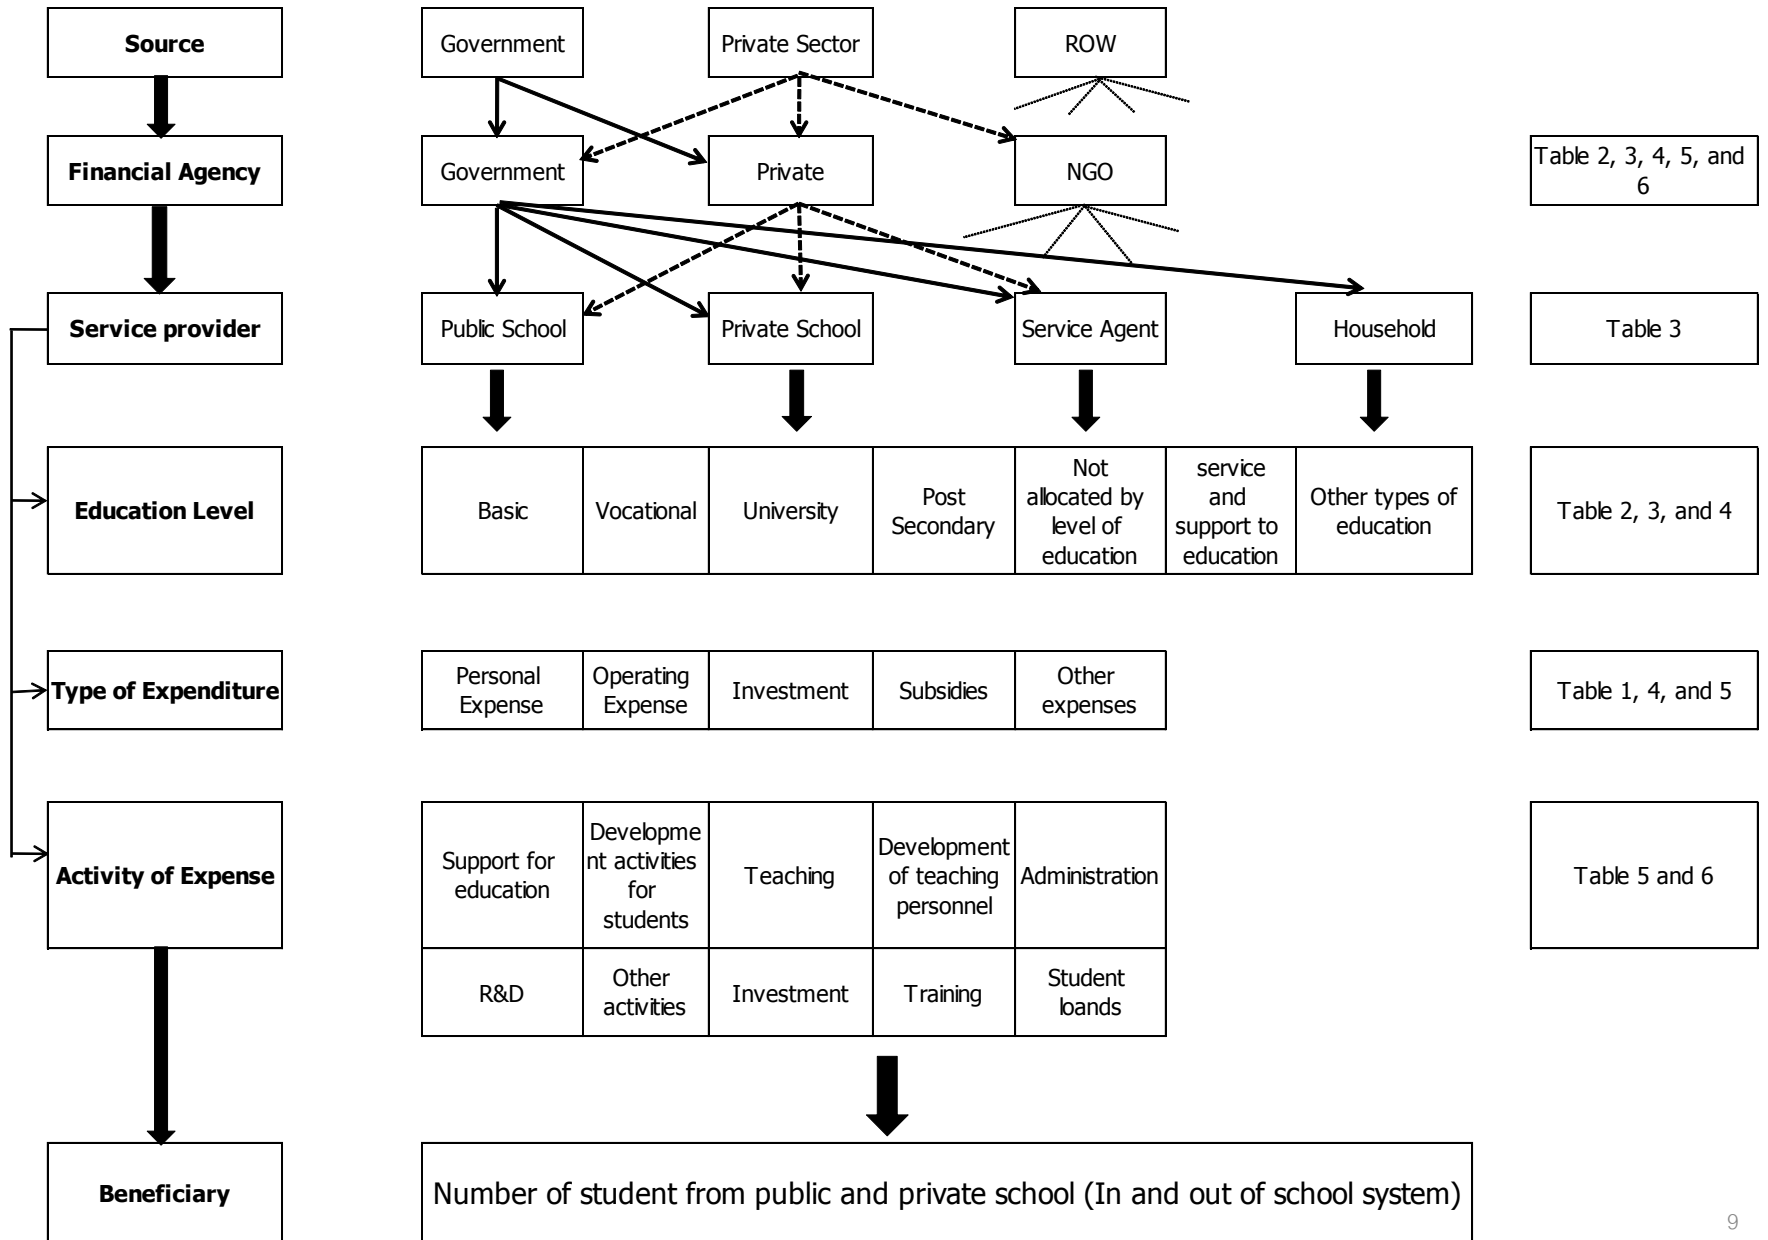 Source
Government
Private Sector
ROW
Financial Agency
Government
Private
NGO
Table 2, 3, 4, 5, and
6
Service provider
Public School
Private School
Service Agent
Household
Table 3
Education Level
Basic
Vocational
University
Post
Secondary
Not
allocated by
level of
education
service
and
support to
education
Other types of
education
Table 2, 3, and 4
Type of Expenditure
Personal
Expense
Operating
Expense
Investment
Subsidies
Other
expenses
Table 1, 4, and 5
Activity of Expense
Support for
education
Developme
nt activities
for
students
Teaching
Development
of teaching
personnel
Administration
Table 5 and 6
R&D
Other
activities
Investment
Training
Student
loands
Beneficiary
Number of student from public and private school (In and out of school system)
9